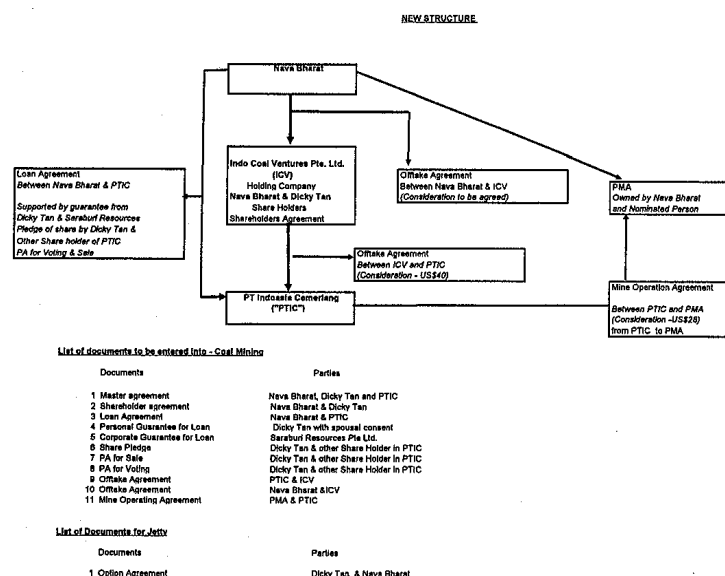 NEW STRUCTURE
Nava Bharat
Loan Agreement
Between Nava Bharat & PTIC
Supported by guarantee from
Dicky Tan & Saraburi Resources
Pledge of share by Dicky Tan &
Other Share holder of PTIC
PA for Voting & Sale
Indo Coal Ventures Pte. Ltd.
(ICV)
Holding Company
Nava Bharat & Dicky Tan
Share Holders
Shareholders Agreement
Offtake Agreement
Between Nava Bharat & ICV
(Consideration to be agreed)
PMA
Owned by Nava Bharat
and Nominated Person
Offtake Agreement
Between ICV and PTIC
(Consideration - US$40)
PT Indoasia Cemerlang
("PTIC")
Mine Operation Agreement
Between PTIC and PMA
(Consideration -US$28)
from PTIC to PMA
List of documents to be entered into - Coal Mining
Documents Parties
1 Master agreement Nava Bharat, Dicky Tan and PTIC
2 Shareholder agreement Nava Bharat & Dicky Tan
3 Loan Agreement Nava Bharat & PTIC
4 Personal Guarantee for Loan Dicky Tan with spousal consent
5 Corporate Guarantee for Loan Saraburi Resources Pte Ltd.
6 Share Pledge Dicky Tan & other Share Holder in PTIC
7 PA for Sale Dicky Tan & other Share Holder in PTIC
8 PA for Voting Dicky Tan & other Share Holder in PTIC
9 Offtake Agreement PTIC & ICV
10 Offtake Agreement Nava Bharat &ICV
11 Mine Operating Agreement PMA & PTIC
List of Documents for Jetty
Documents Parties
1 Option Agreement Dicky Tan, & Nava Bharat